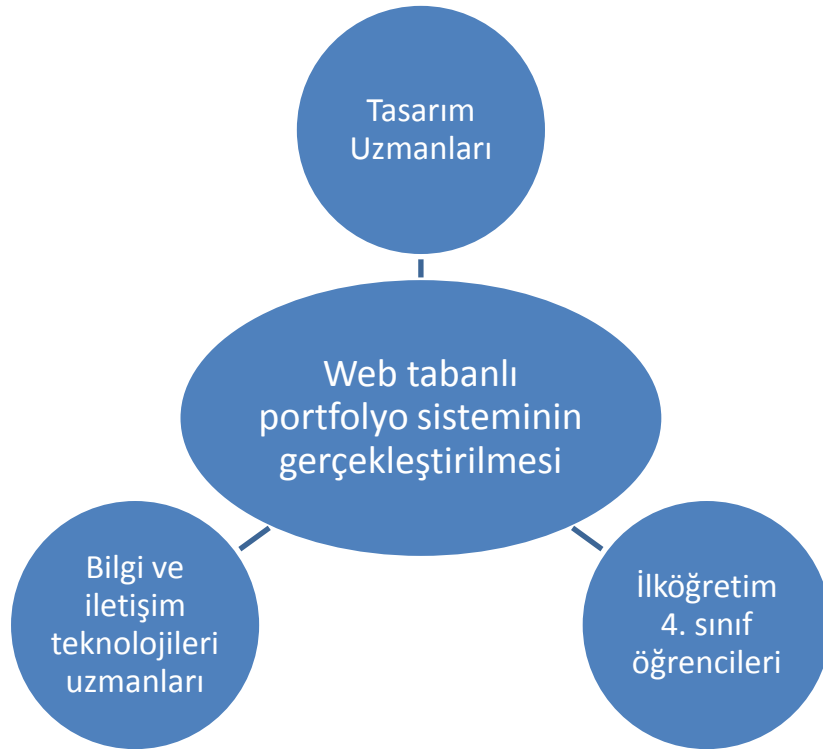 Tasarım
Uzmanları
Web tabanlı
portfolyo sisteminin
gerçekleştirilmesi
Bilgi ve
iletişim
teknolojileri
uzmanları
İlköğretim
4. sınıf
öğrencileri